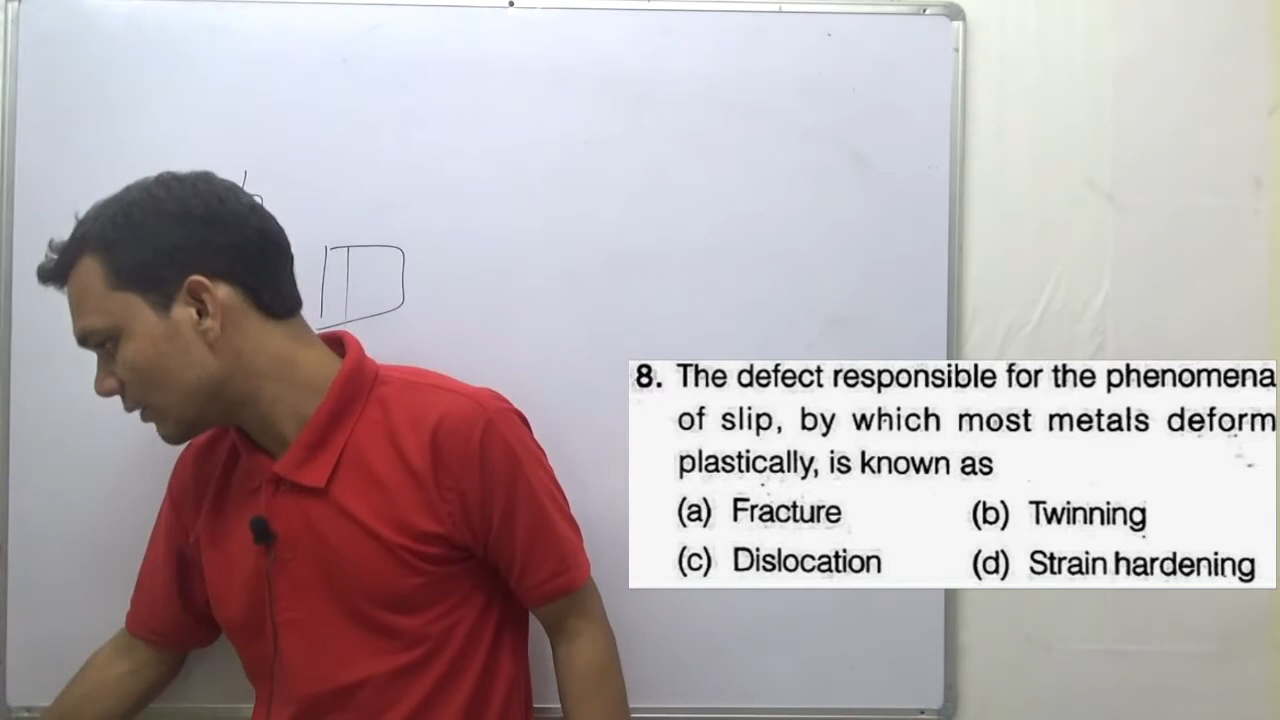 8. The defect responsible for the phenomena
of slip, by which most metals deform
plastically, is known as
(a) Fracture (b) Twinning
(c) Dislocation (d) Strain hardening